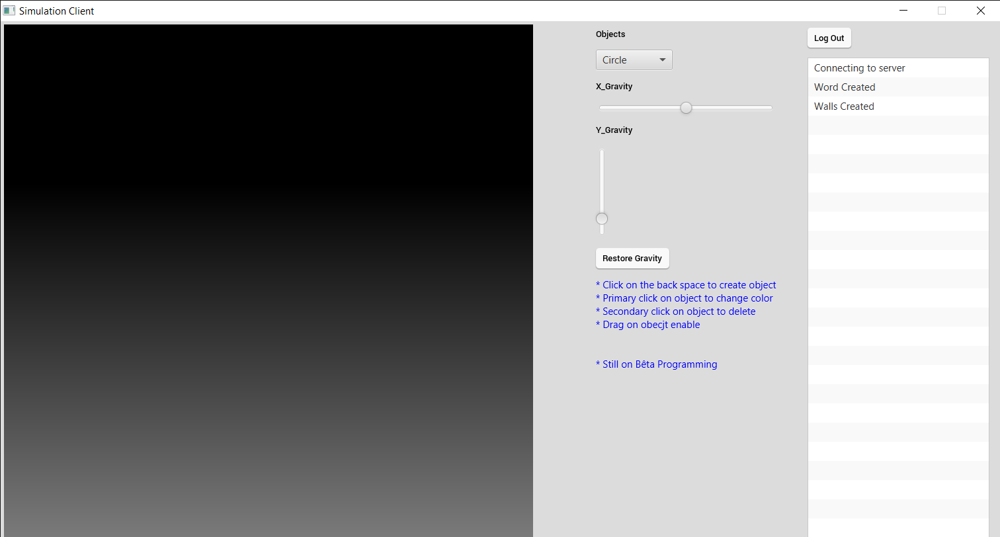 Simulation Client
Objects
Circle
X_Gravity
Y_Gravity
Restore Gravity
* Click on the back space to create object
* Primary click on object to change color
* Secondary click on object to delete
* Drag on obecjt enable
* Still on Bêta Programming
Log Out
Connecting to server
Word Created
Walls Created